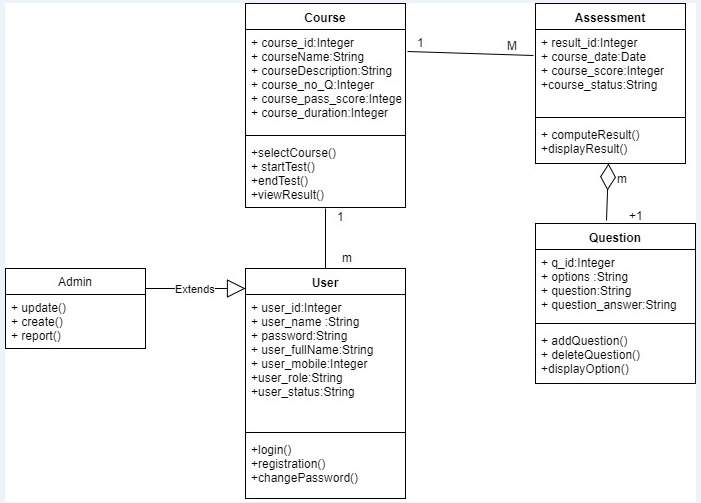 Course
+ course_id:Integer
+ courseName:String
+ courseDescription:String
+ course_no_Q:Integer
+ course_pass_score:Intege
+ course_duration:Integer
+selectCourse()
+ startTest()
+endTest()
+viewResult()
1
M
Assessment
+ result_id:Integer
+ course_date:Date
+ course_score:Integer
+course_status:String
+ computeResult()
+displayResult()
m
+1
Question
+ q_id:Integer
+ options :String
+ question:String
+ question_answer:String
+ addQuestion()
+ deleteQuestion()
+displayOption()
1
m
Admin
+ update()
+ create()
+ report()
Extends
User
+ user_id:Integer
+ user_name :String
+ password:String
+ user_fullName:String
+ user_mobile:Integer
+user_role:String
+user_status:String
+login()
+registration()
+changePassword()